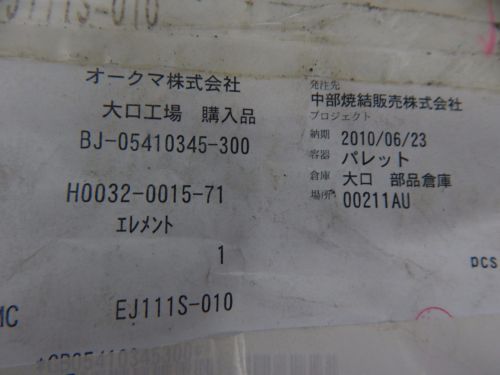 J111S-010
オークマ株式会社
大口工場 購入品
BJ-05410345-300
H0032-0015-71
エレメント
1
MC EJ111S-010
発注先
中部焼結販売株式会社
プロジェクト
納期 2010/06/23
容器 パレット
倉庫 大口 部品倉庫
場所 00211AU
DCS